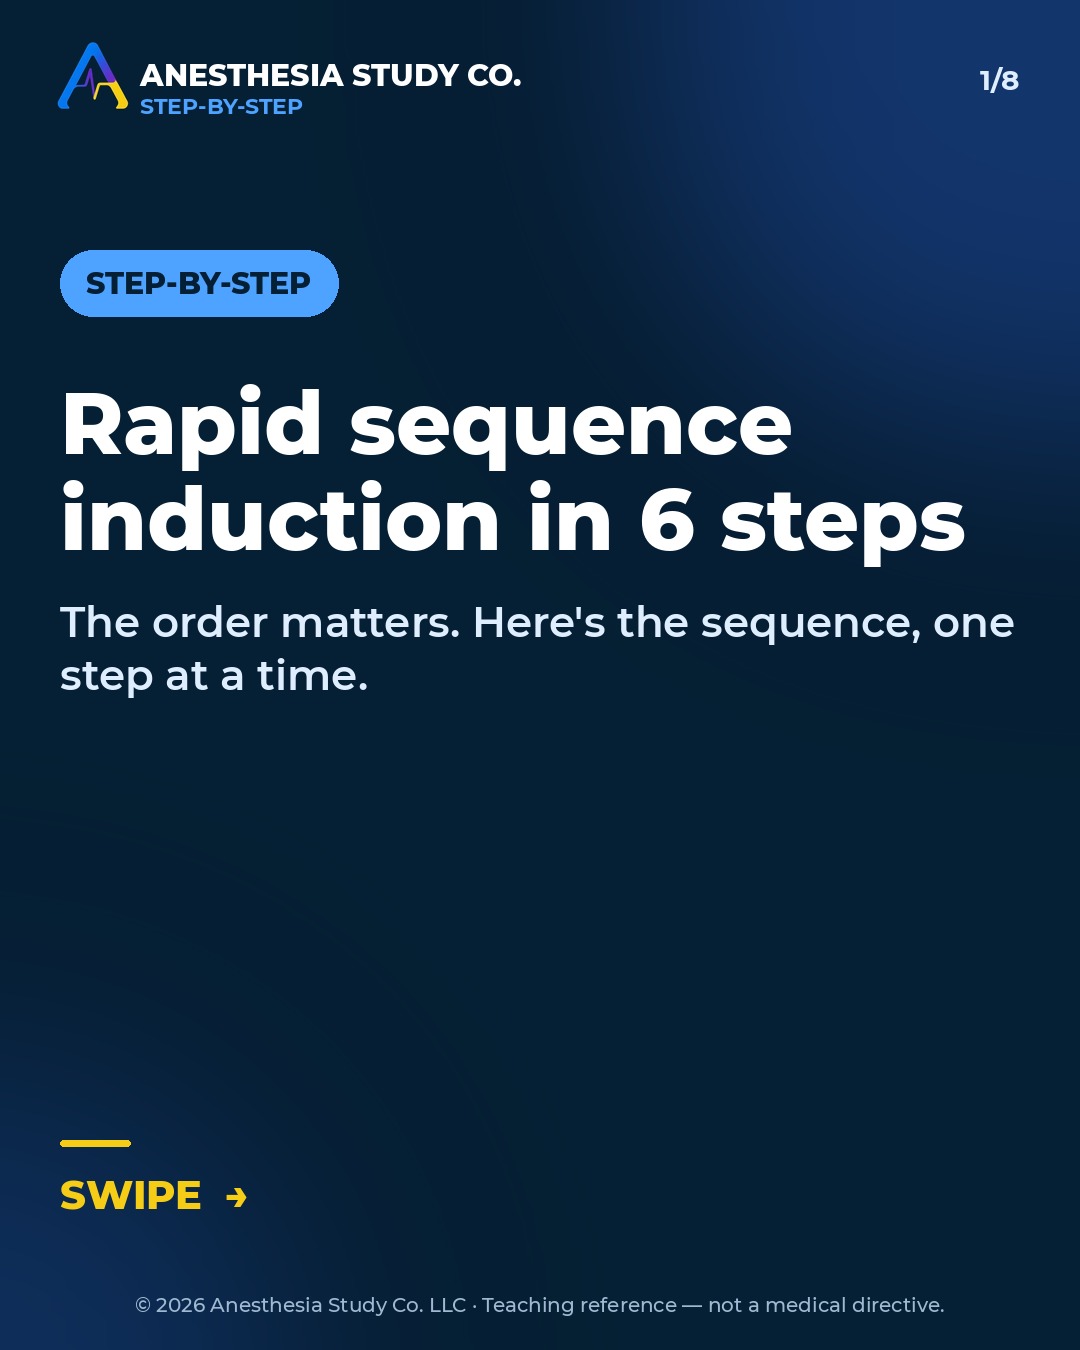 ANESTHESIA STUDY CO.
STEP-BY-STEP
1/8
STEP-BY-STEP
Rapid sequence
induction in 6 steps
The order matters. Here's the sequence, one
step at a time.
SWIPE →
© 2026 Anesthesia Study Co. LLC · Teaching reference — not a medical directive.